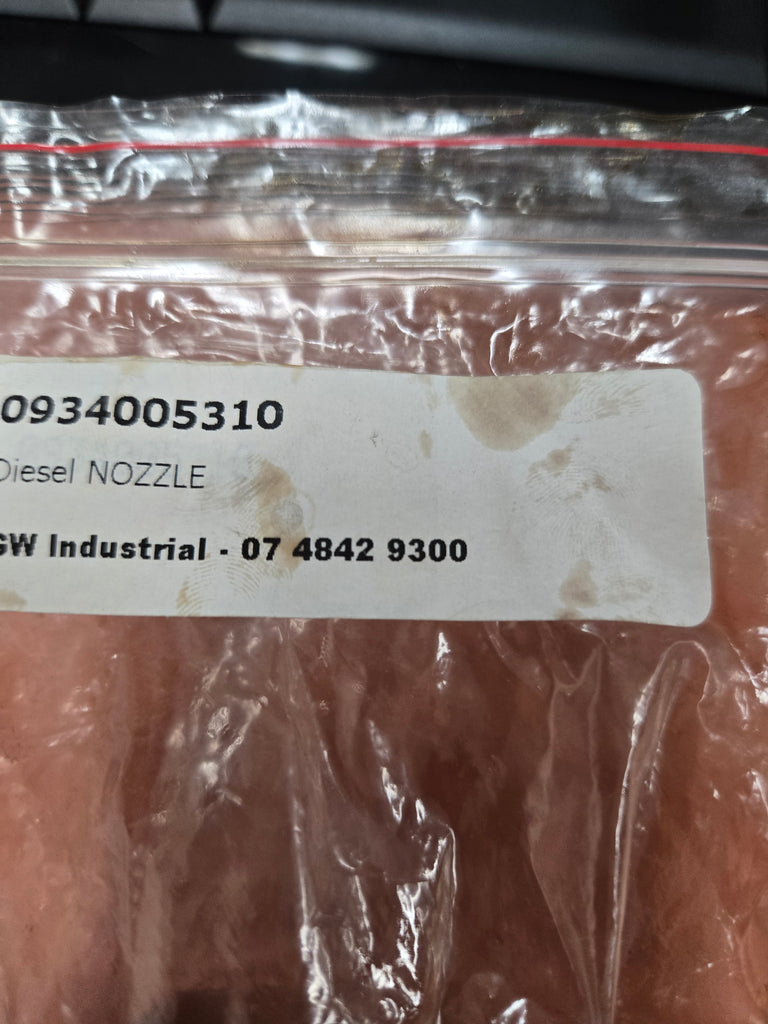 0934005310
Diesel NOZZLE
GW Industrial - 07 4842 9300